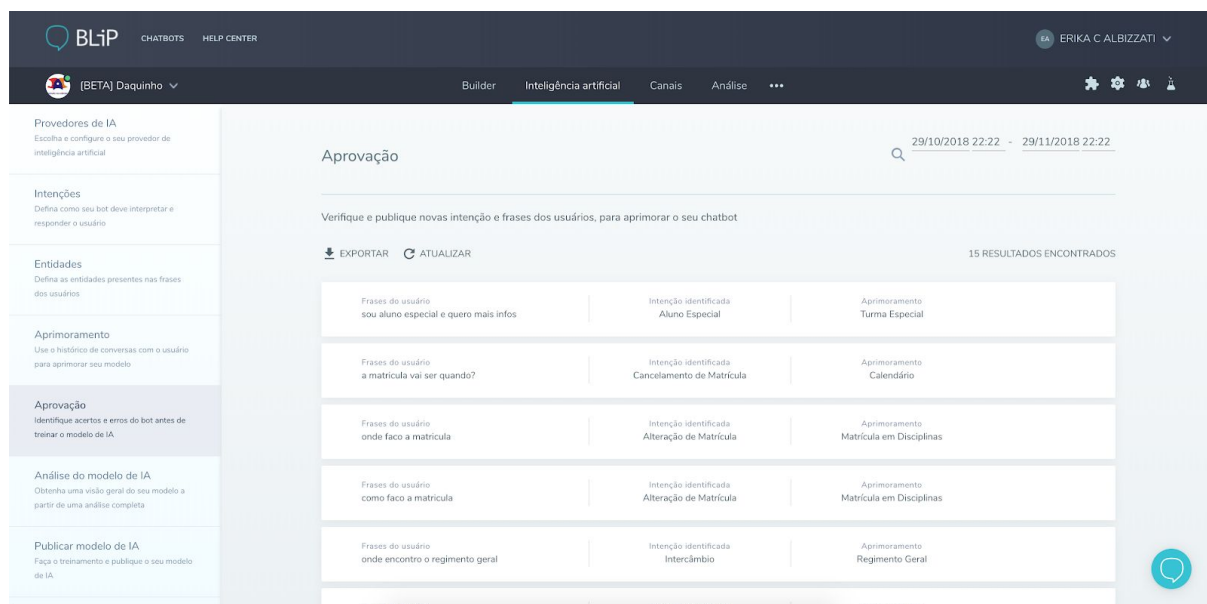 BLiP CHATBOTS HELP CENTER
EA ERIKA C ALBIZZATI
[BETA] Daquinho
Builder Inteligência artificial Canais Análise
Provedores de IA
Escolha e configure o seu provedor de
inteligência artificial
Intenções
Defina como seu bot deve interpretar e
responder o usuário
Entidades
Defina as entidades presentes nas frases
dos usuários
Aprimoramento
Use o histórico de conversas com o usuário
para aprimorar seu modelo
Aprovação
Identifique acertos e erros do bot antes de
treinar o modelo de IA
Análise do modelo de IA
Obtenha uma visão geral do seu modelo a
partir de uma análise completa
Publicar modelo de IA
Faça o treinamento e publique o seu modelo
de IA
Aprovação
29/10/2018 22:22 - 29/11/2018 22:22
Verifique e publique novas intenção e frases dos usuários, para aprimorar o seu chatbot
EXPORTAR ATUALIZAR
15 RESULTADOS ENCONTRADOS
Frases do usuário Intenção identificada Aprimoramento
sou aluno especial e quero mais infos Aluno Especial Turma Especial
Frases do usuário Intenção identificada Aprimoramento
a matricula vai ser quando? Cancelamento de Matrícula Calendário
Frases do usuário Intenção identificada Aprimoramento
onde faco a matricula Alteração de Matrícula Matrícula em Disciplinas
Frases do usuário Intenção identificada Aprimoramento
como faco a matricula Alteração de Matrícula Matrícula em Disciplinas
Frases do usuário Intenção identificada Aprimoramento
onde encontro o regimento geral Intercâmbio Regimento Geral